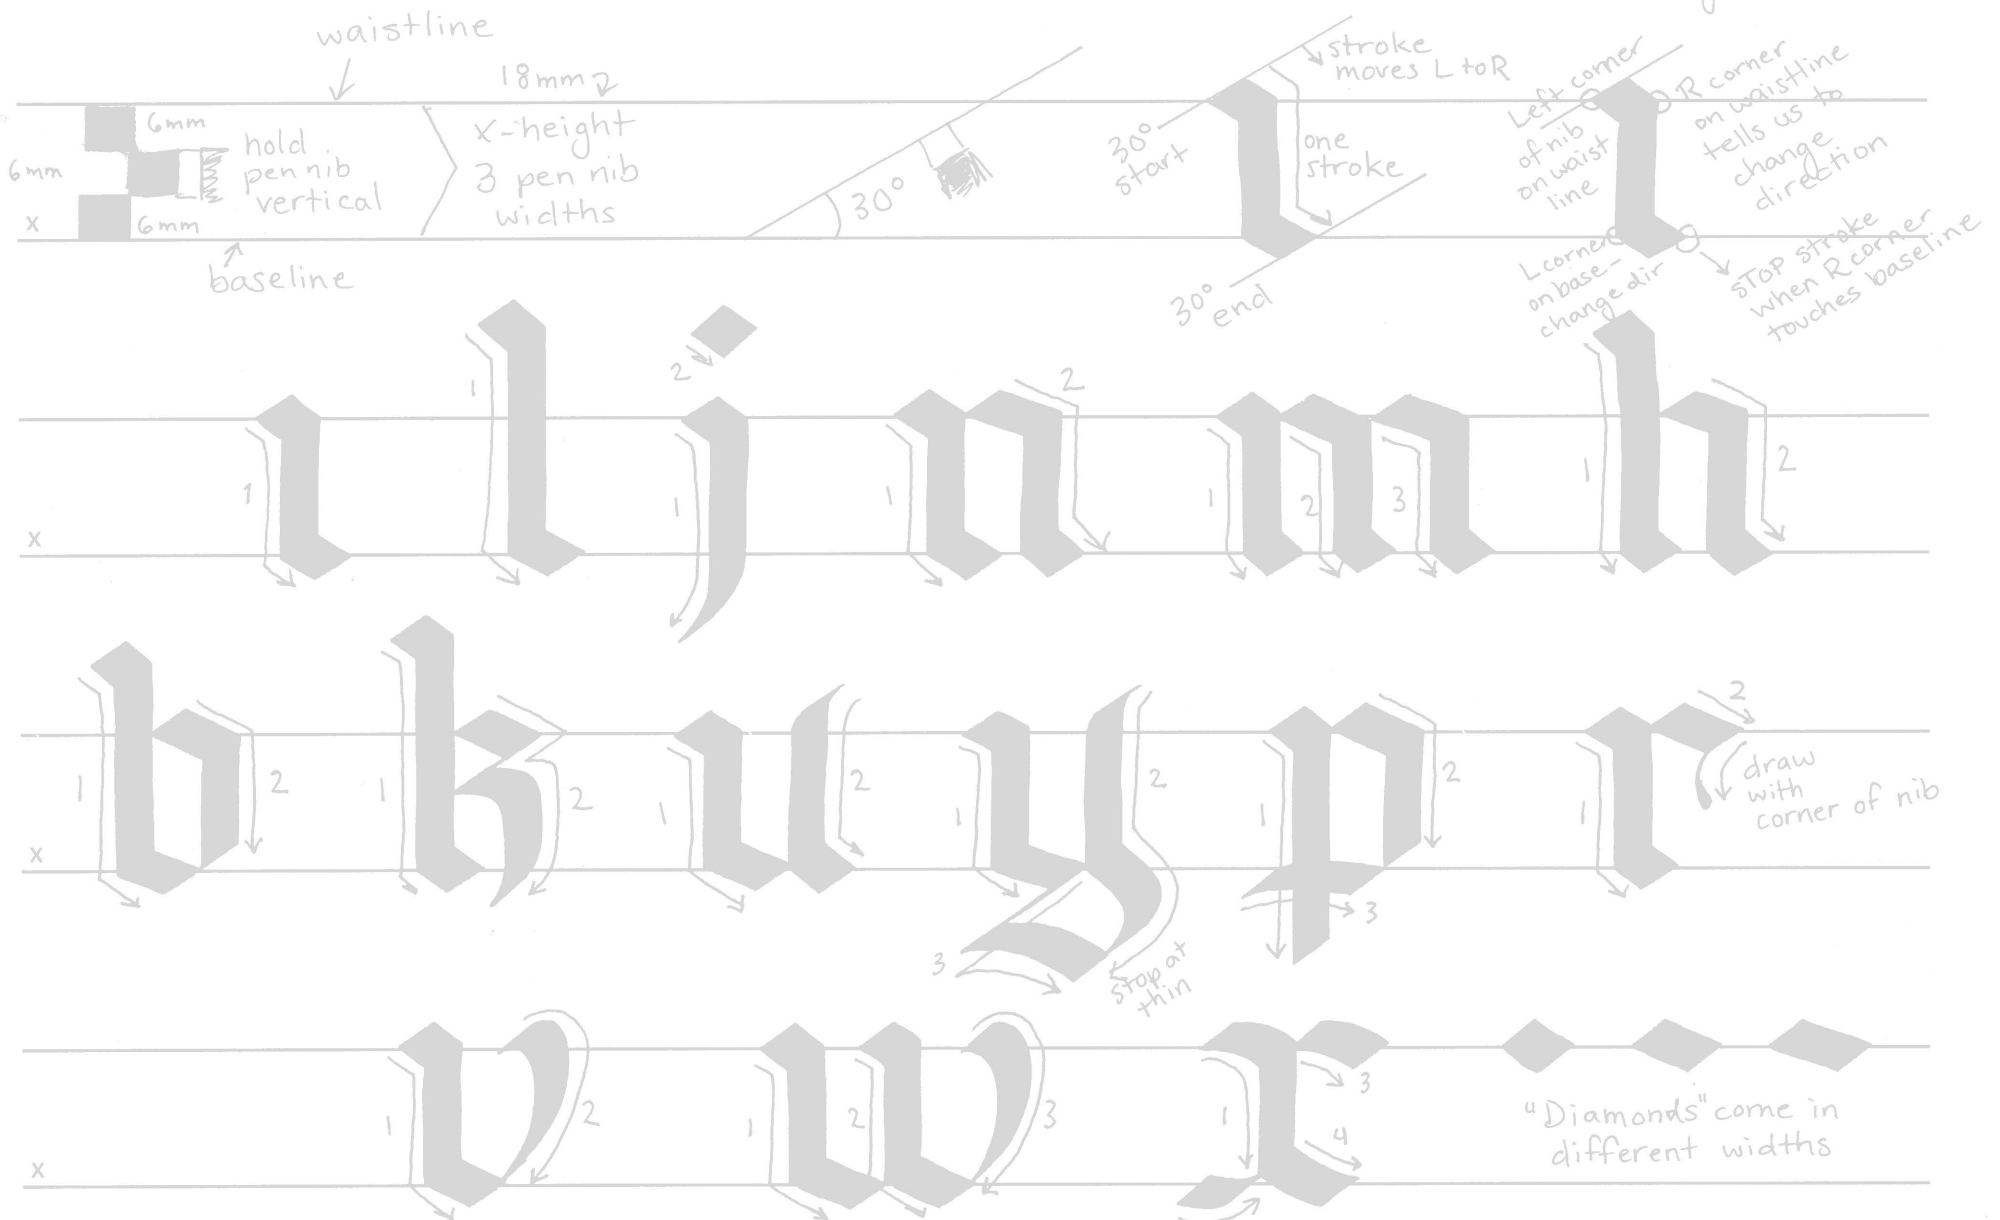 waistline
18mm
6mm
hold
pen nib
vertical
6mm
6mm
x
baseline
x-height
3 pen nib
widths
30°
30°
start
stroke
moves L to R
one
stroke
30°
end
Left corner
of nib
on waist
line
R corner
on waistline
tells us to
change
direction
L corner
on base-
change dir
STOP stroke
when R corner
touches baseline
2
1 1 1 1 2 1 2 3 1 2
x
ı l j n m h
2
1 2 1 2 1 2 1 2 1 2 1
draw
with
corner of nib
x
b k u y p r
3
3
stop at
thin
1 2 1 2 3 1 3 4
x
v w x
"Diamonds" come in
different widths